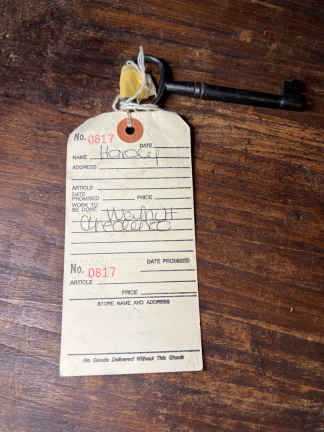 No. 0817
DATE
NAME Harold
ADDRESS
ARTICLE
DATE PROMISED PRICE
WORK TO BE DONE Walnut
Credenza
DATE PROMISED
No. 0817
ARTICLE
PRICE
STORE NAME AND ADDRESS
No Goods Delivered Without This Check